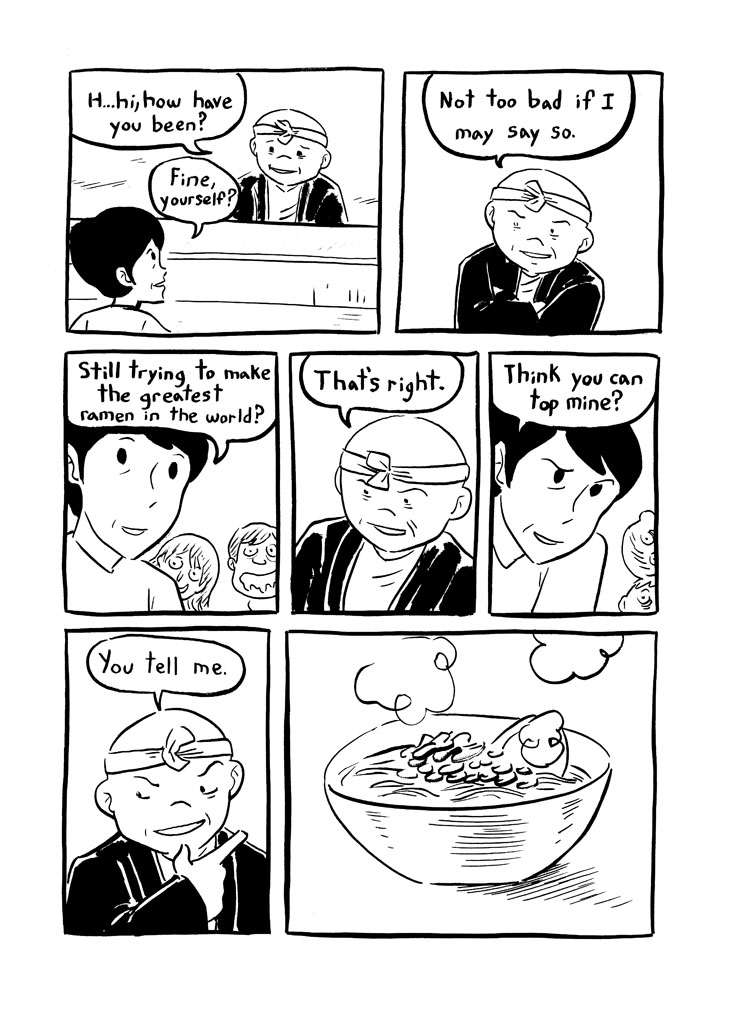 H...hi, how have
you been?
Fine,
yourself?
Not too bad if I
may say so.
Still trying to make
the greatest
ramen in the world?
That's right.
Think you can
top mine?
You tell me.